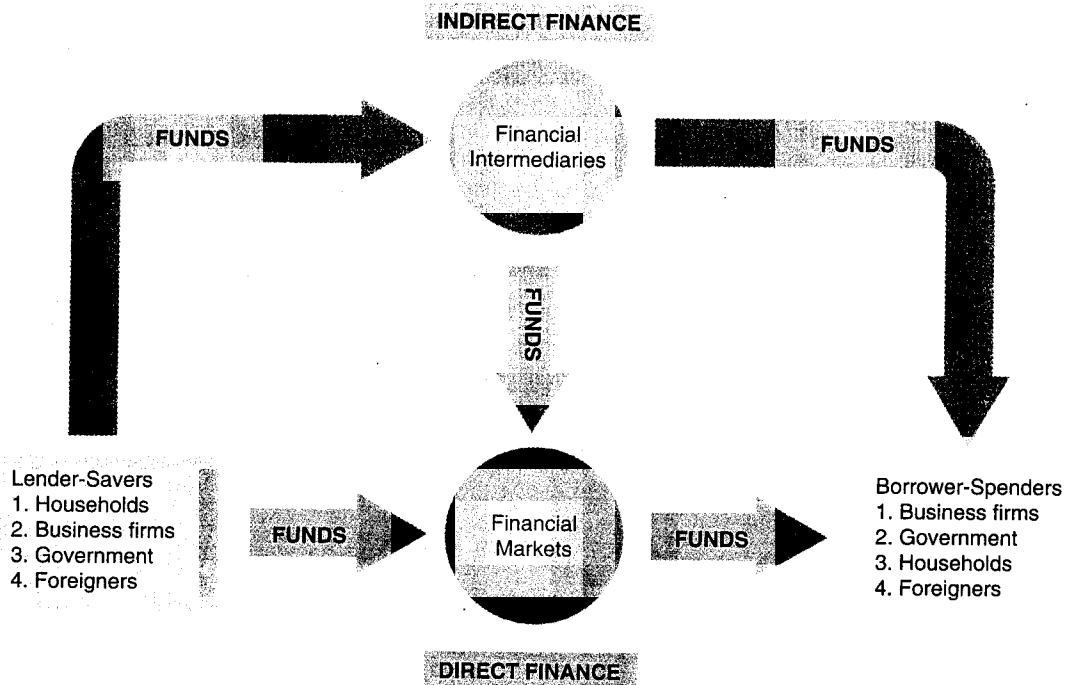 INDIRECT FINANCE
FUNDS
Financial
Intermediaries
FUNDS
FUNDS
Lender-Savers
1. Households
2. Business firms
3. Government
4. Foreigners
FUNDS
Financial
Markets
FUNDS
Borrower-Spenders
1. Business firms
2. Government
3. Households
4. Foreigners
DIRECT FINANCE